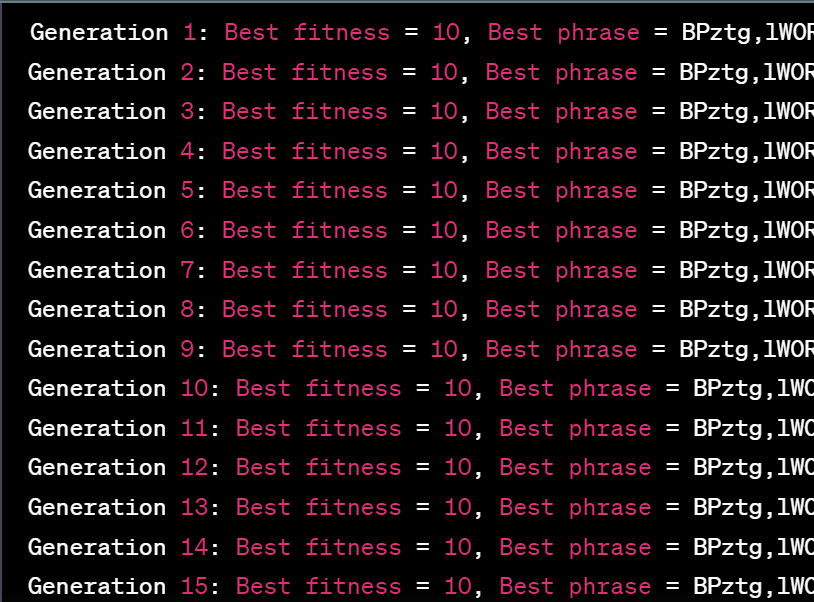 Generation 1: Best fitness = 10, Best phrase = BPztg,lWOR
Generation 2: Best fitness = 10, Best phrase = BPztg,lWOR
Generation 3: Best fitness = 10, Best phrase = BPztg,lWOR
Generation 4: Best fitness = 10, Best phrase = BPztg,lWOR
Generation 5: Best fitness = 10, Best phrase = BPztg,lWOR
Generation 6: Best fitness = 10, Best phrase = BPztg,lWOR
Generation 7: Best fitness = 10, Best phrase = BPztg,lWOR
Generation 8: Best fitness = 10, Best phrase = BPztg,lWOR
Generation 9: Best fitness = 10, Best phrase = BPztg,lWOR
Generation 10: Best fitness = 10, Best phrase = BPztg,lWO
Generation 11: Best fitness = 10, Best phrase = BPztg,lWO
Generation 12: Best fitness = 10, Best phrase = BPztg,lWO
Generation 13: Best fitness = 10, Best phrase = BPztg,lWO
Generation 14: Best fitness = 10, Best phrase = BPztg,lWO
Generation 15: Best fitness = 10, Best phrase = BPztg,lWO